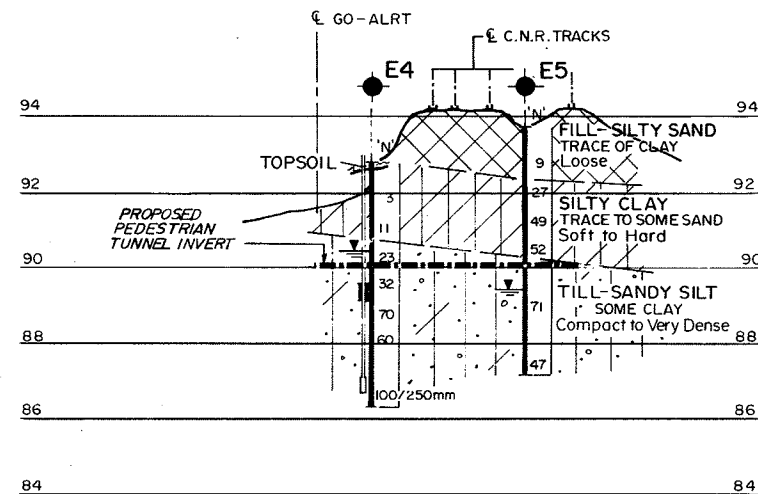 ℄ GO-ALRT
℄ C.N.R. TRACKS
E4
E5
94
94
'N'
'N'
FILL-SILTY SAND
TRACE OF CLAY
Loose
TOPSOIL
9
92
27
92
3
SILTY CLAY
TRACE TO SOME SAND
Soft to Hard
49
PROPOSED
PEDESTRIAN
TUNNEL INVERT
11
52
23
90
90
32
TILL-SANDY SILT
SOME CLAY
Compact to Very Dense
71
70
88
60
88
47
100/250mm
86
86
84
84